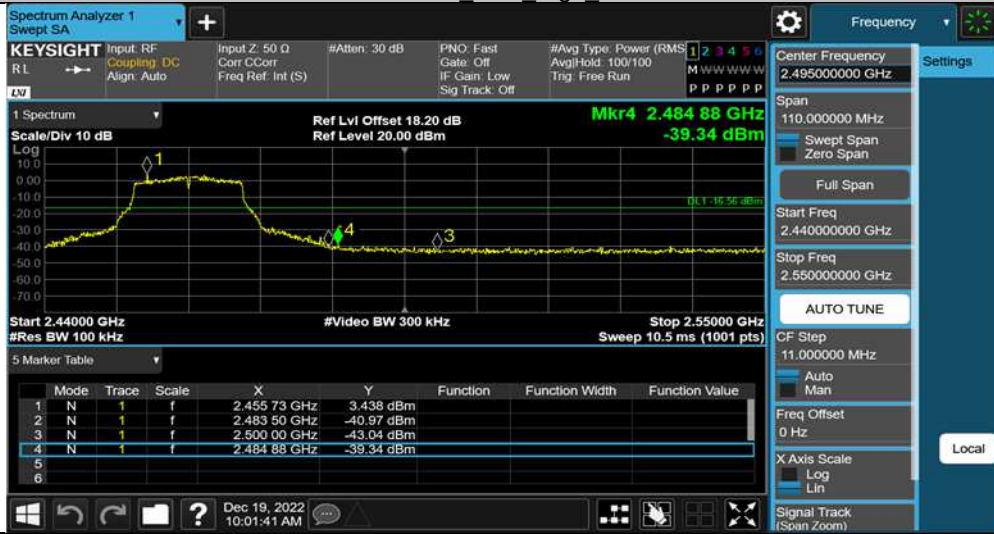 Spectrum Analyzer 1
Swept SA
+
Frequency
KEYSIGHT
RL
LXI
Input: RF
Coupling: DC
Align: Auto
Input Z: 50 Ω
Corr CCorr
Freq Ref: Int (S)
#Atten: 30 dB
PNO: Fast
Gate: Off
IF Gain: Low
Sig Track: Off
#Avg Type: Power (RMS
Avg|Hold: 100/100
Trig: Free Run
1 2 3 4 5 6
M W W W W W
P P P P P P
1 Spectrum
Scale/Div 10 dB
Ref Lvl Offset 18.20 dB
Ref Level 20.00 dBm
Mkr4 2.484 88 GHz
-39.34 dBm
Log
10.0
0.00
-10.0
-20.0
-30.0
-40.0
-50.0
-60.0
-70.0
1
4
3
DL1 -16.56 dBm
Start 2.44000 GHz
#Res BW 100 kHz
#Video BW 300 kHz
Stop 2.55000 GHz
Sweep 10.5 ms (1001 pts)
5 Marker Table
Mode Trace Scale X Y Function Function Width Function Value
1 N 1 f 2.455 73 GHz 3.438 dBm
2 N 1 f 2.483 50 GHz -40.97 dBm
3 N 1 f 2.500 00 GHz -43.04 dBm
4 N 1 f 2.484 88 GHz -39.34 dBm
5
6
?
Dec 19, 2022
10:01:41 AM
Center Frequency
2.495000000 GHz
Span
110.000000 MHz
Swept Span
Zero Span
Full Span
Start Freq
2.440000000 GHz
Stop Freq
2.550000000 GHz
AUTO TUNE
CF Step
11.000000 MHz
Auto
Man
Freq Offset
0 Hz
X Axis Scale
Log
Lin
Signal Track
(Span Zoom)
Settings
Local